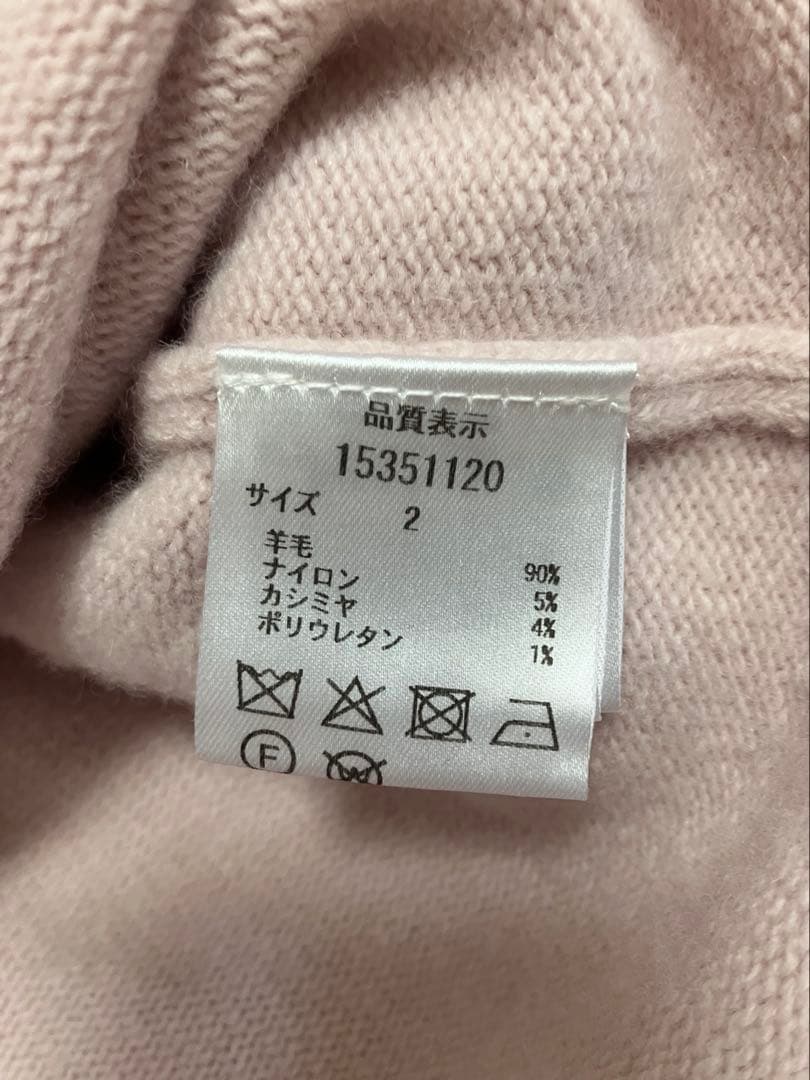 品質表示
15351120
サイズ 2
羊毛 90%
ナイロン 5%
カシミヤ 4%
ポリウレタン 1%
F
W